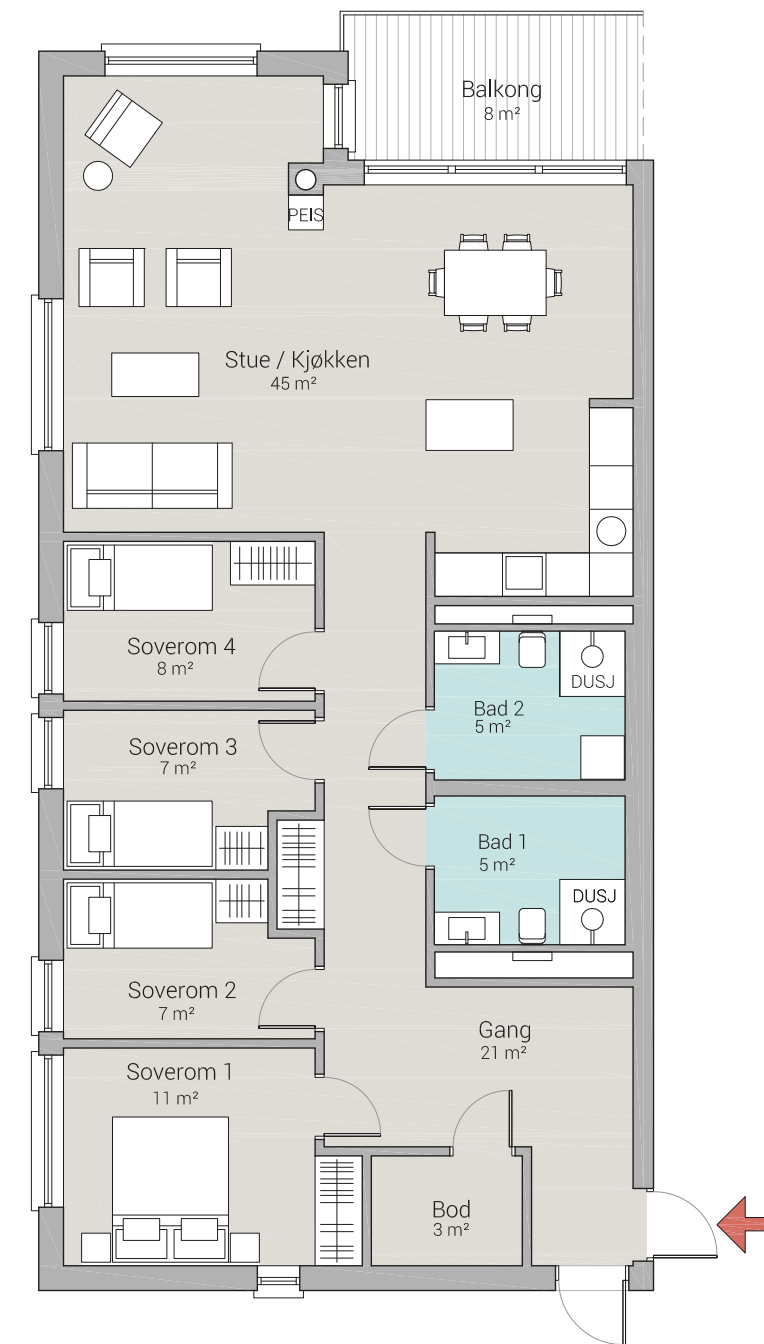 Balkong
8 m²
PEIS
Stue / Kjøkken
45 m²
Soverom 4
8 m²
DUSJ
Bad 2
5 m²
Soverom 3
7 m²
Bad 1
5 m²
DUSJ
Soverom 2
7 m²
Gang
21 m²
Soverom 1
11 m²
Bod
3 m²